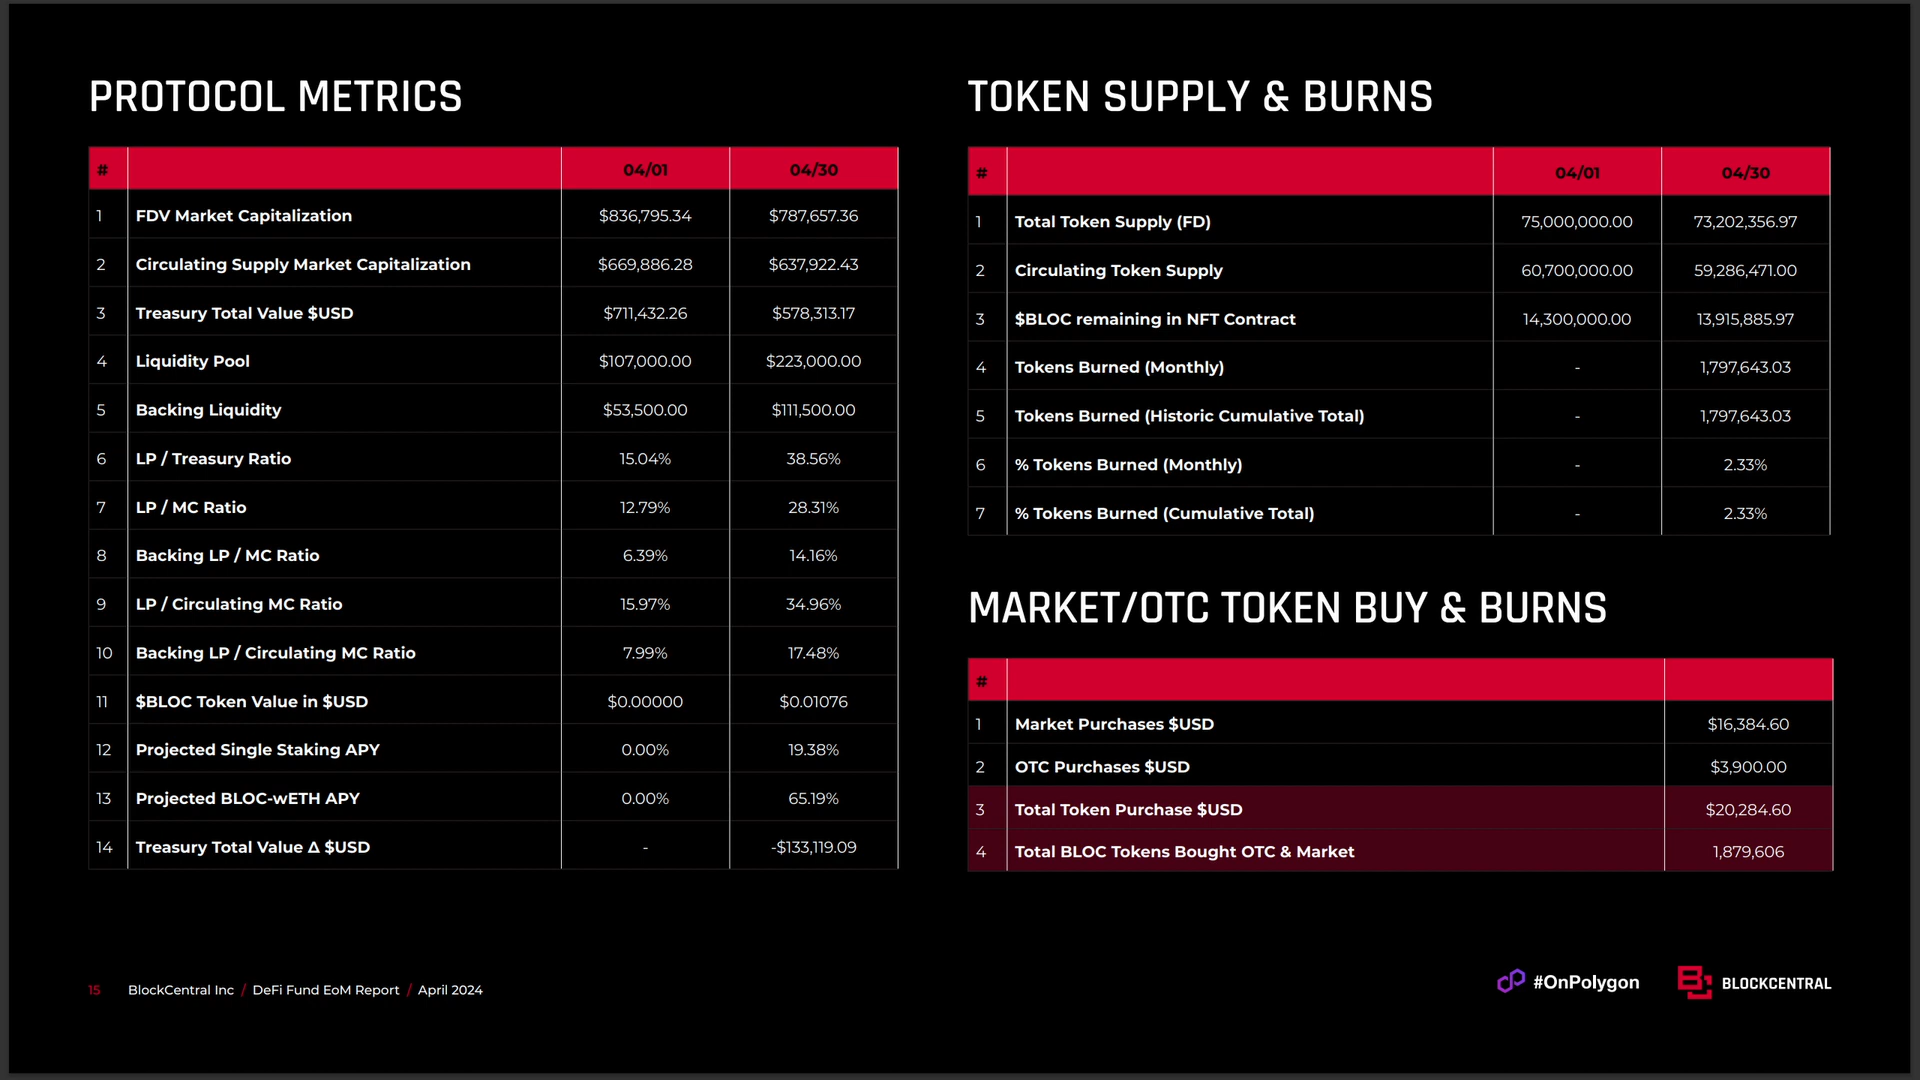 PROTOCOL METRICS
# 04/01 04/30
1 FDV Market Capitalization $836,795.34 $787,657.36
2 Circulating Supply Market Capitalization $669,886.28 $637,922.43
3 Treasury Total Value $USD $711,432.26 $578,313.17
4 Liquidity Pool $107,000.00 $223,000.00
5 Backing Liquidity $53,500.00 $111,500.00
6 LP / Treasury Ratio 15.04% 38.56%
7 LP / MC Ratio 12.79% 28.31%
8 Backing LP / MC Ratio 6.39% 14.16%
9 LP / Circulating MC Ratio 15.97% 34.96%
10 Backing LP / Circulating MC Ratio 7.99% 17.48%
11 $BLOC Token Value in $USD $0.00000 $0.01076
12 Projected Single Staking APY 0.00% 19.38%
13 Projected BLOC-wETH APY 0.00% 65.19%
14 Treasury Total Value Δ $USD - -$133,119.09
TOKEN SUPPLY & BURNS
# 04/01 04/30
1 Total Token Supply (FD) 75,000,000.00 73,202,356.97
2 Circulating Token Supply 60,700,000.00 59,286,471.00
3 $BLOC remaining in NFT Contract 14,300,000.00 13,915,885.97
4 Tokens Burned (Monthly) - 1,797,643.03
5 Tokens Burned (Historic Cumulative Total) - 1,797,643.03
6 % Tokens Burned (Monthly) - 2.33%
7 % Tokens Burned (Cumulative Total) - 2.33%
MARKET/OTC TOKEN BUY & BURNS
#
1 Market Purchases $USD $16,384.60
2 OTC Purchases $USD $3,900.00
3 Total Token Purchase $USD $20,284.60
4 Total BLOC Tokens Bought OTC & Market 1,879,606
15 BlockCentral Inc / DeFi Fund EoM Report / April 2024
#OnPolygon
BLOCKCENTRAL